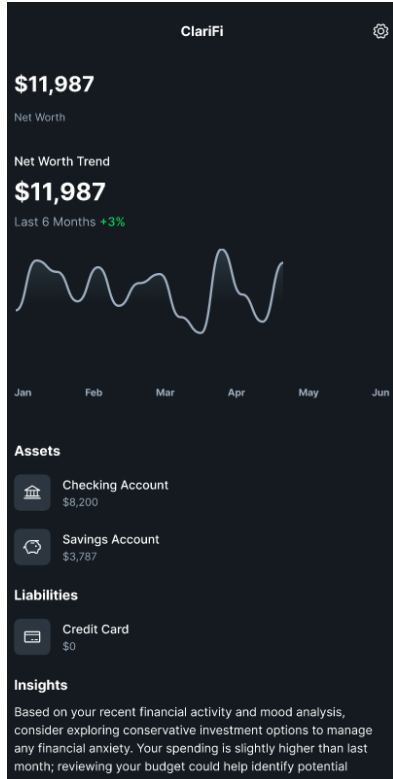 ClariFi
$11,987
Net Worth
Net Worth Trend
$11,987
Last 6 Months +3%
Jan Feb Mar Apr May Jun
Assets
Checking Account
$8,200
Savings Account
$3,787
Liabilities
Credit Card
$0
Insights
Based on your recent financial activity and mood analysis,
consider exploring conservative investment options to manage
any financial anxiety. Your spending is slightly higher than last
month; reviewing your budget could help identify potential